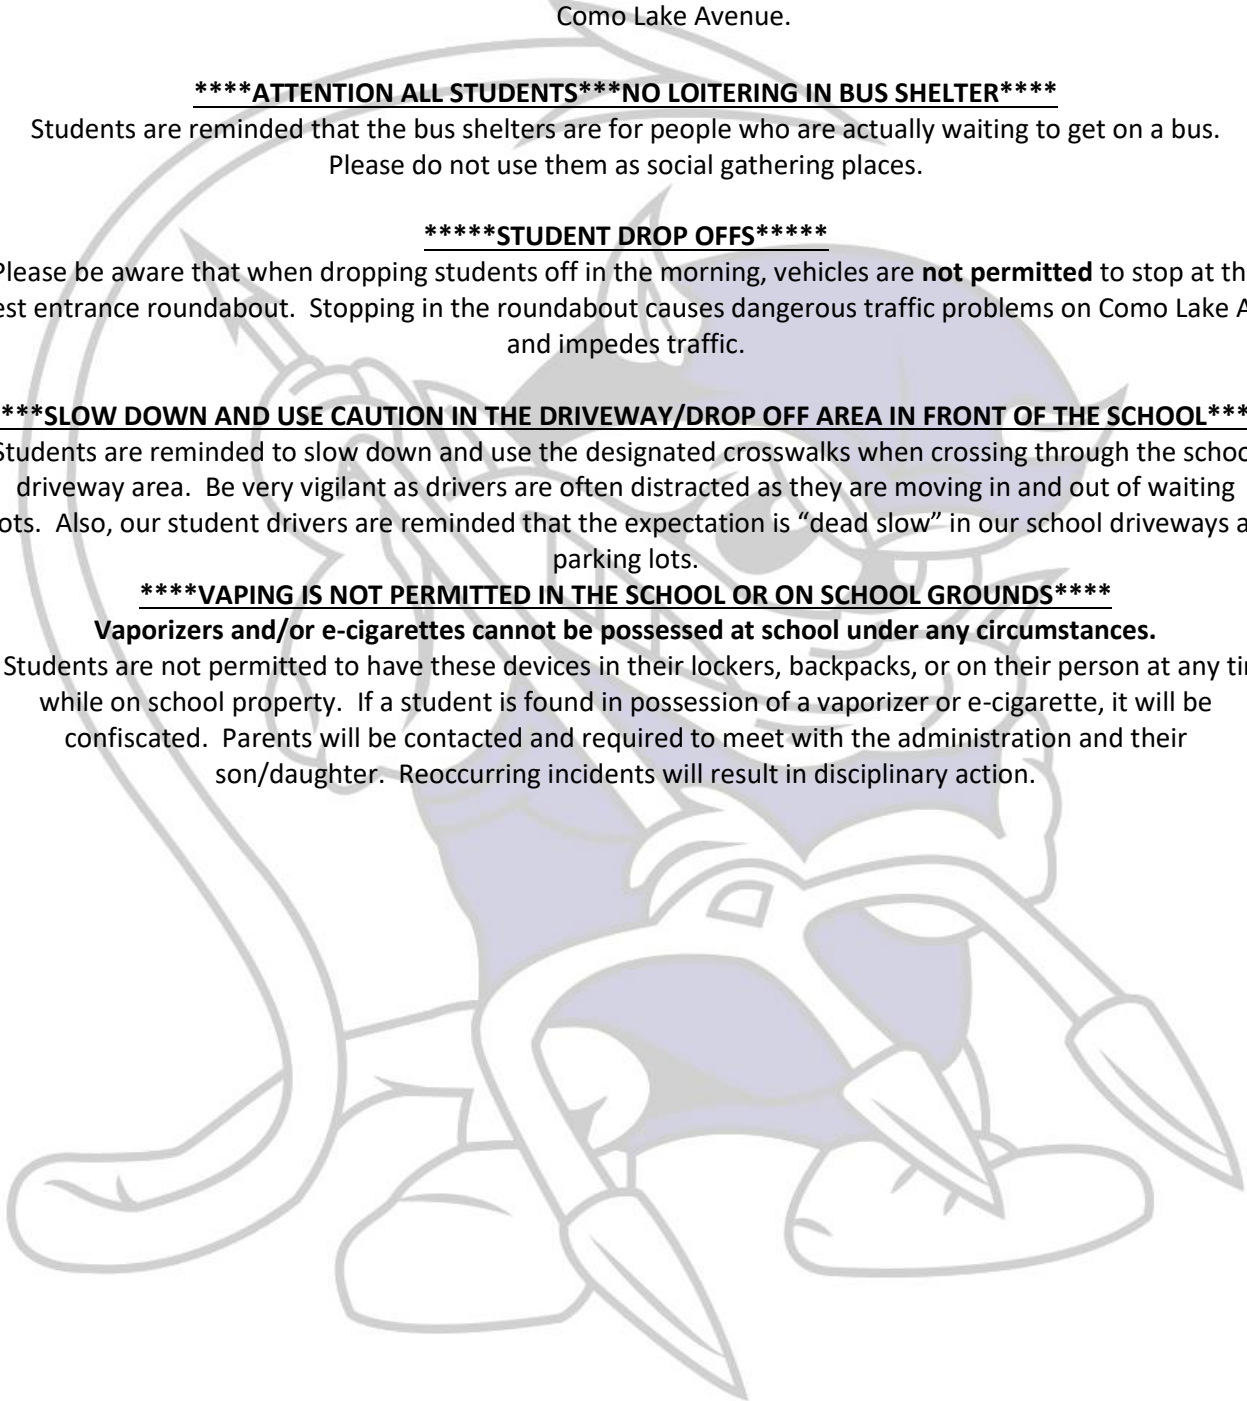 Como Lake Avenue.
****ATTENTION ALL STUDENTS***NO LOITERING IN BUS SHELTER****
Students are reminded that the bus shelters are for people who are actually waiting to get on a bus.
Please do not use them as social gathering places.
*****STUDENT DROP OFFS*****
Please be aware that when dropping students off in the morning, vehicles are not permitted to stop at th
est entrance roundabout.  Stopping in the roundabout causes dangerous traffic problems on Como Lake A
and impedes traffic.
***SLOW DOWN AND USE CAUTION IN THE DRIVEWAY/DROP OFF AREA IN FRONT OF THE SCHOOL***
Students are reminded to slow down and use the designated crosswalks when crossing through the schoo
driveway area.  Be very vigilant as drivers are often distracted as they are moving in and out of waiting
ots.  Also, our student drivers are reminded that the expectation is “dead slow” in our school driveways a
parking lots.
****VAPING IS NOT PERMITTED IN THE SCHOOL OR ON SCHOOL GROUNDS****
Vaporizers and/or e-cigarettes cannot be possessed at school under any circumstances.
Students are not permitted to have these devices in their lockers, backpacks, or on their person at any ti
while on school property.  If a student is found in possession of a vaporizer or e-cigarette, it will be
confiscated.  Parents will be contacted and required to meet with the administration and their
son/daughter.  Reoccurring incidents will result in disciplinary action.